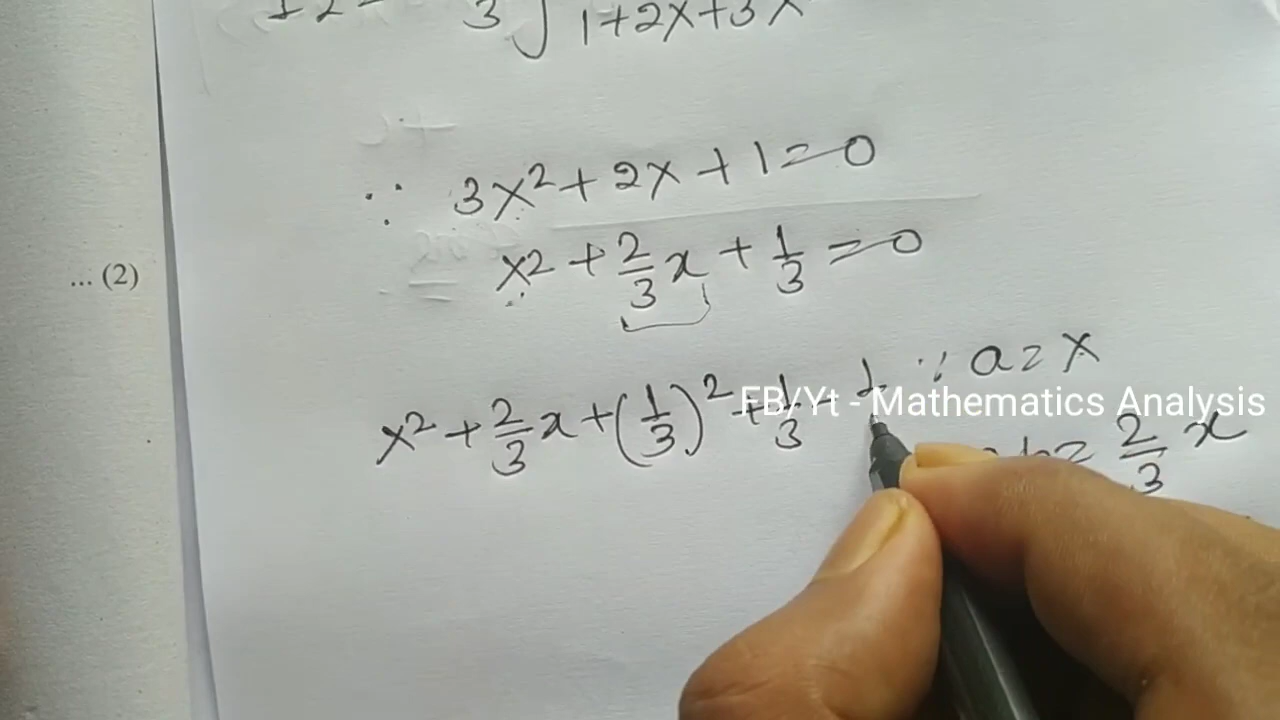 1+2x+3x
∵ 3x² + 2x + 1 = 0
... (2)
x² + 2/3 x + 1/3 = 0
∵ a = x
x² + 2/3 x + (1/3)² + 1/3 - 1
FB/Yt - Mathematics Analysis
= 2/3 x